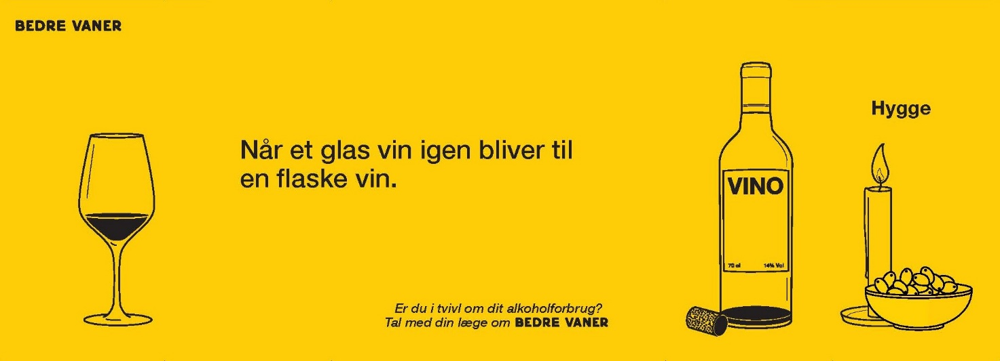 BEDRE VANER
Når et glas vin igen bliver til
en flaske vin.
Er du i tvivl om dit alkoholforbrug?
Tal med din læge om BEDRE VANER
VINO
70 cl 14% Vol
Hygge